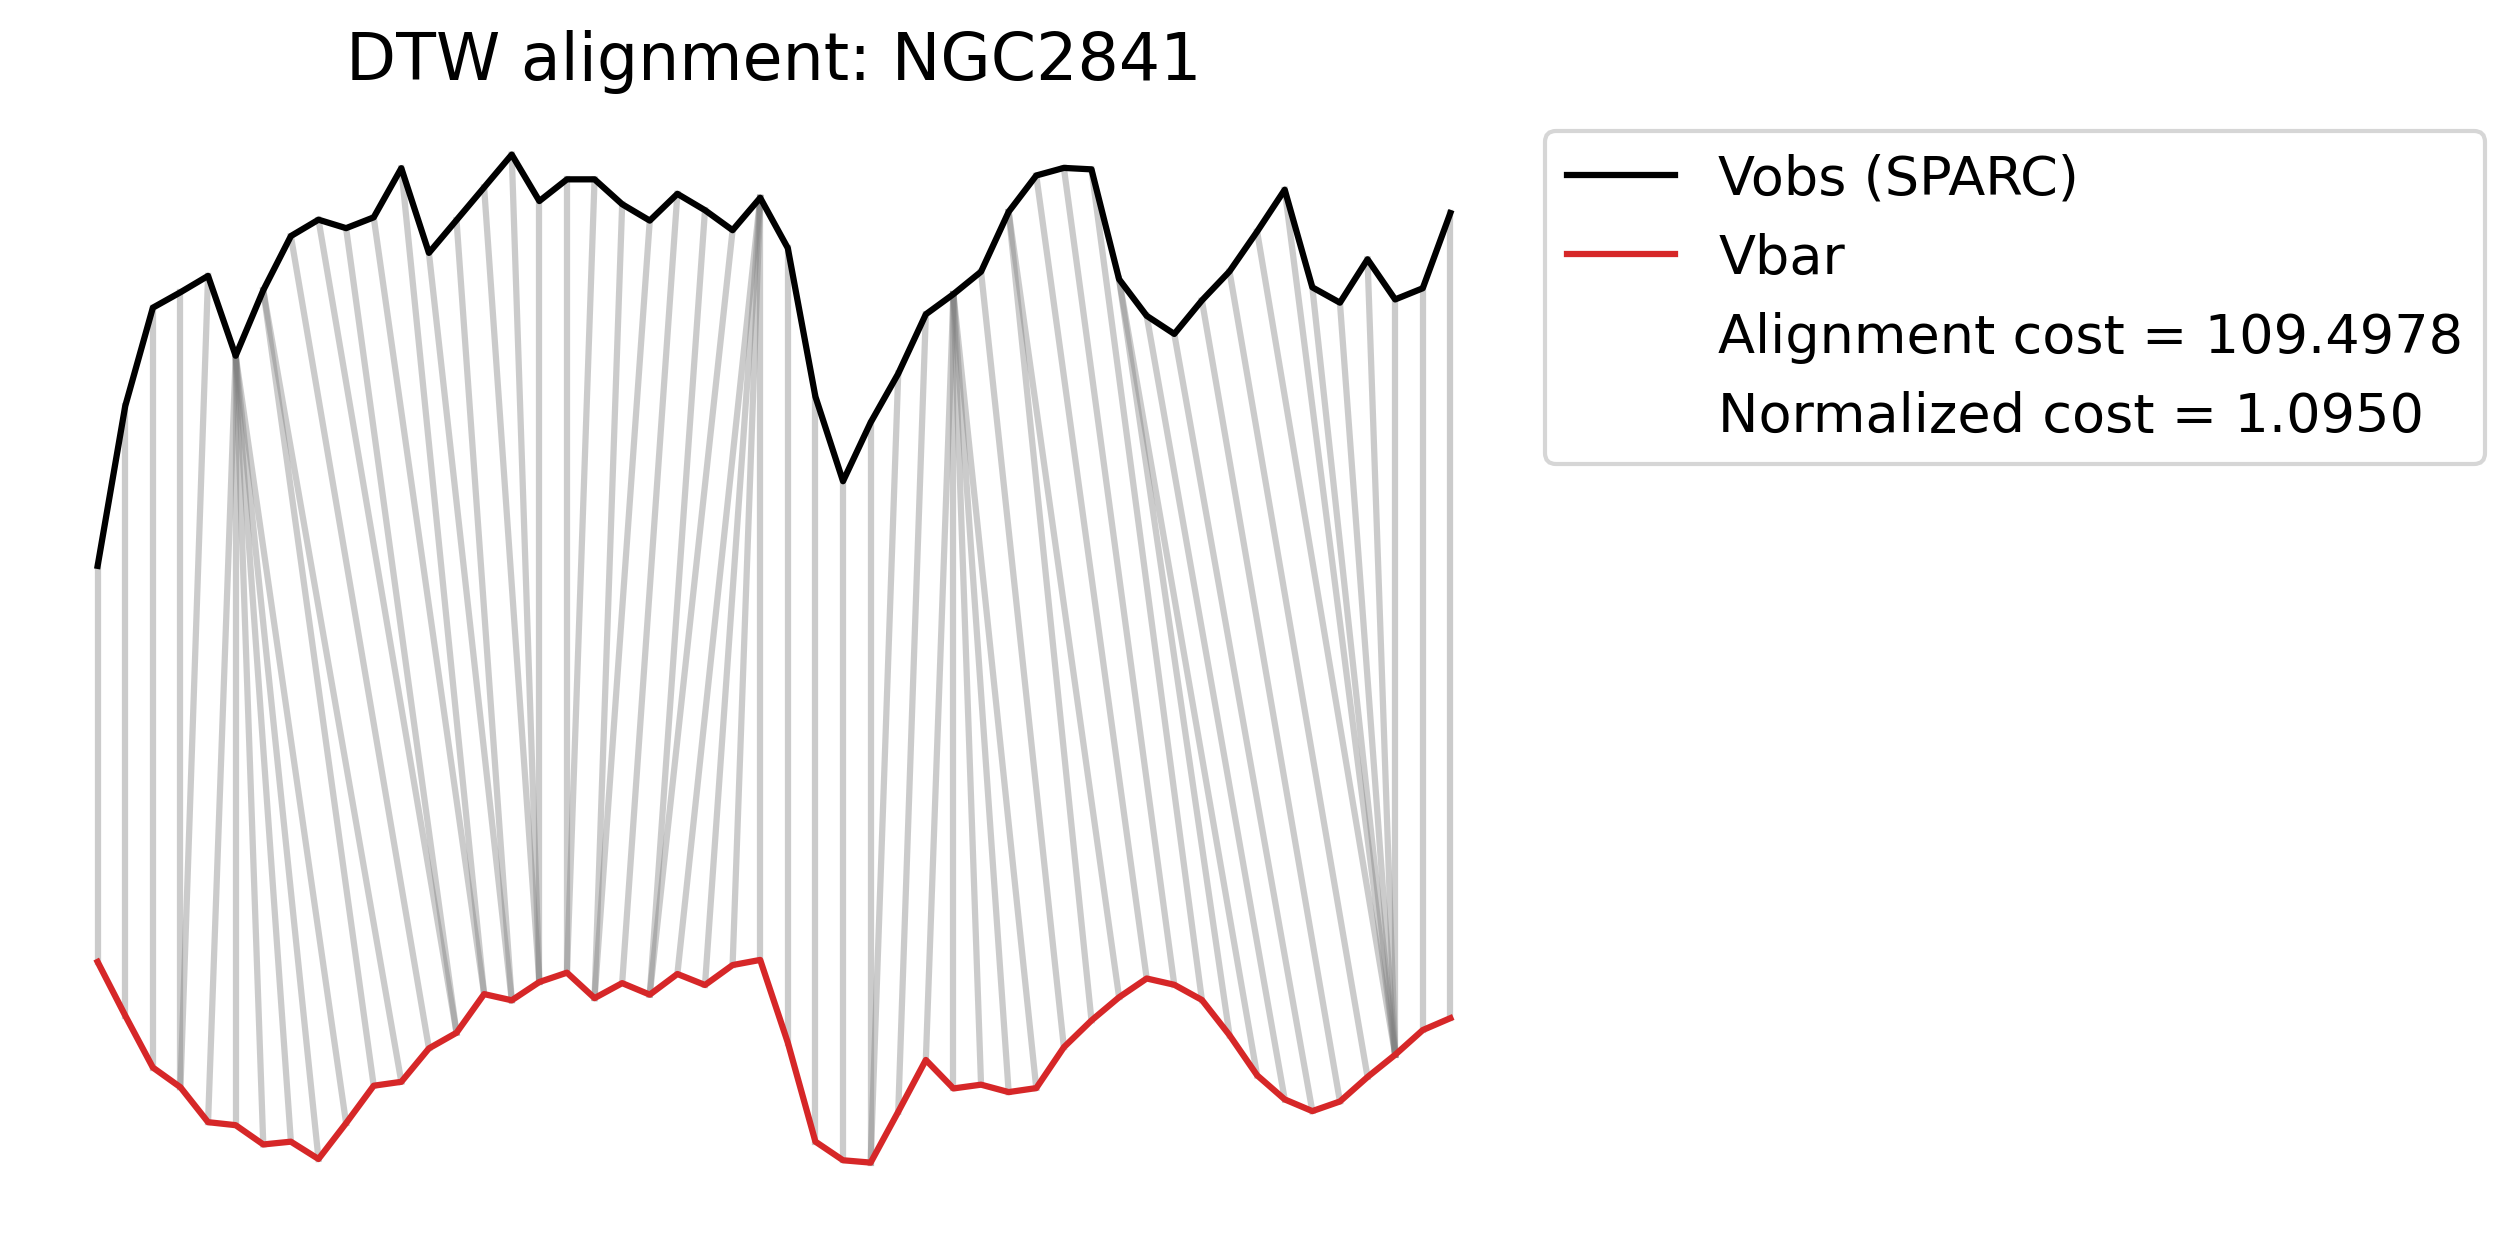 DTW alignment: NGC2841
Vobs (SPARC)
Vbar
Alignment cost = 109.4978
Normalized cost = 1.0950